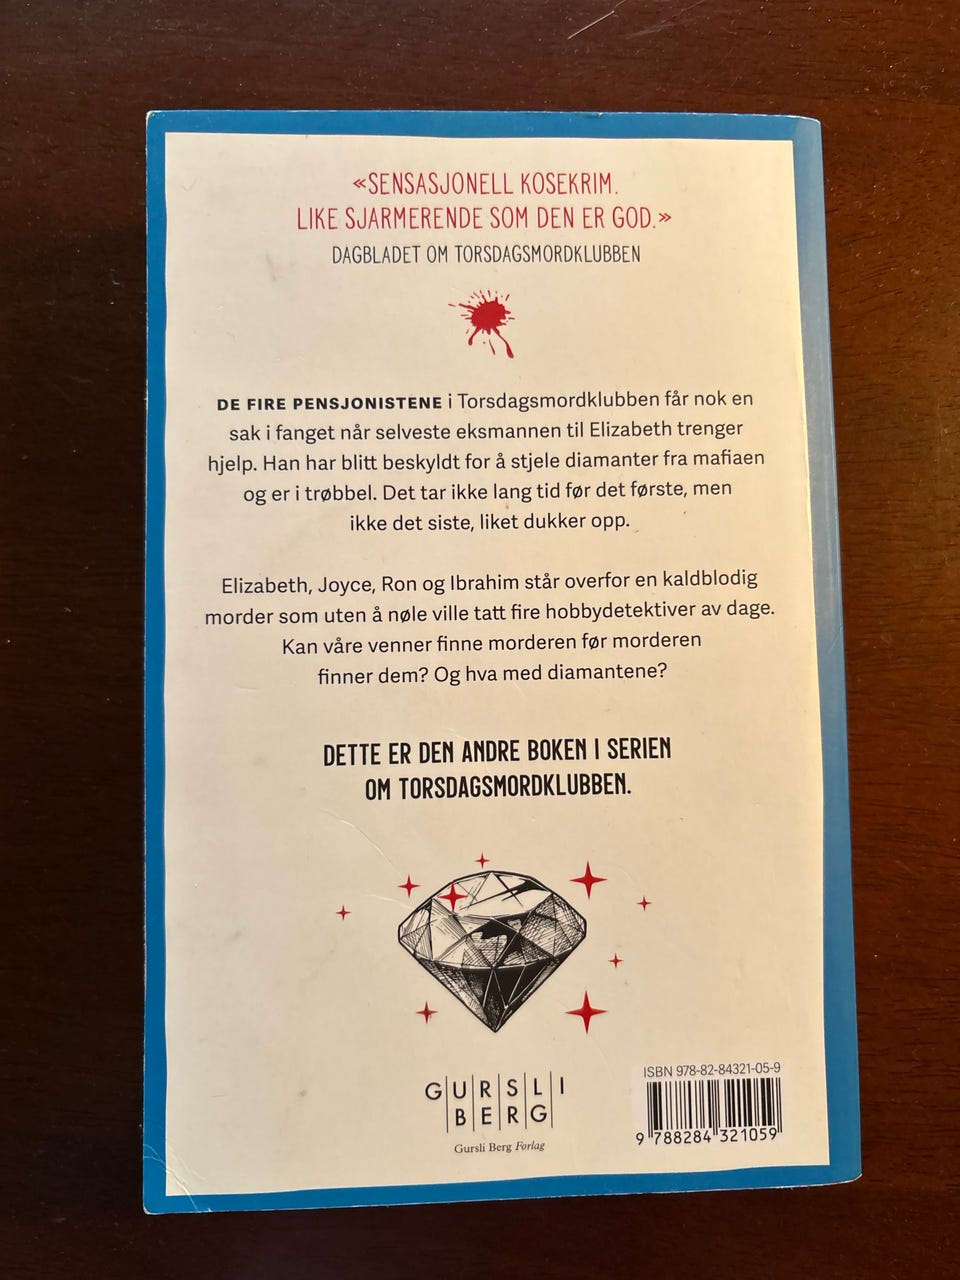 «SENSASJONELL KOSEKRIM.
LIKE SJARMERENDE SOM DEN ER GOD.»
DAGBLADET OM TORSDAGSMORDKLUBBEN
DE FIRE PENSJONISTENE i Torsdagsmordklubben får nok en
sak i fanget når selveste eksmannen til Elizabeth trenger
hjelp. Han har blitt beskyldt for å stjele diamanter fra mafiaen
og er i trøbbel. Det tar ikke lang tid før det første, men
ikke det siste, liket dukker opp.
Elizabeth, Joyce, Ron og Ibrahim står overfor en kaldblodig
morder som uten å nøle ville tatt fire hobbydetektiver av dage.
Kan våre venner finne morderen før morderen
finner dem? Og hva med diamantene?
DETTE ER DEN ANDRE BOKEN I SERIEN
OM TORSDAGSMORDKLUBBEN.
GURSLI
BERG
Gursli Berg Forlag
ISBN 978-82-84321-05-9
9 788284 321059